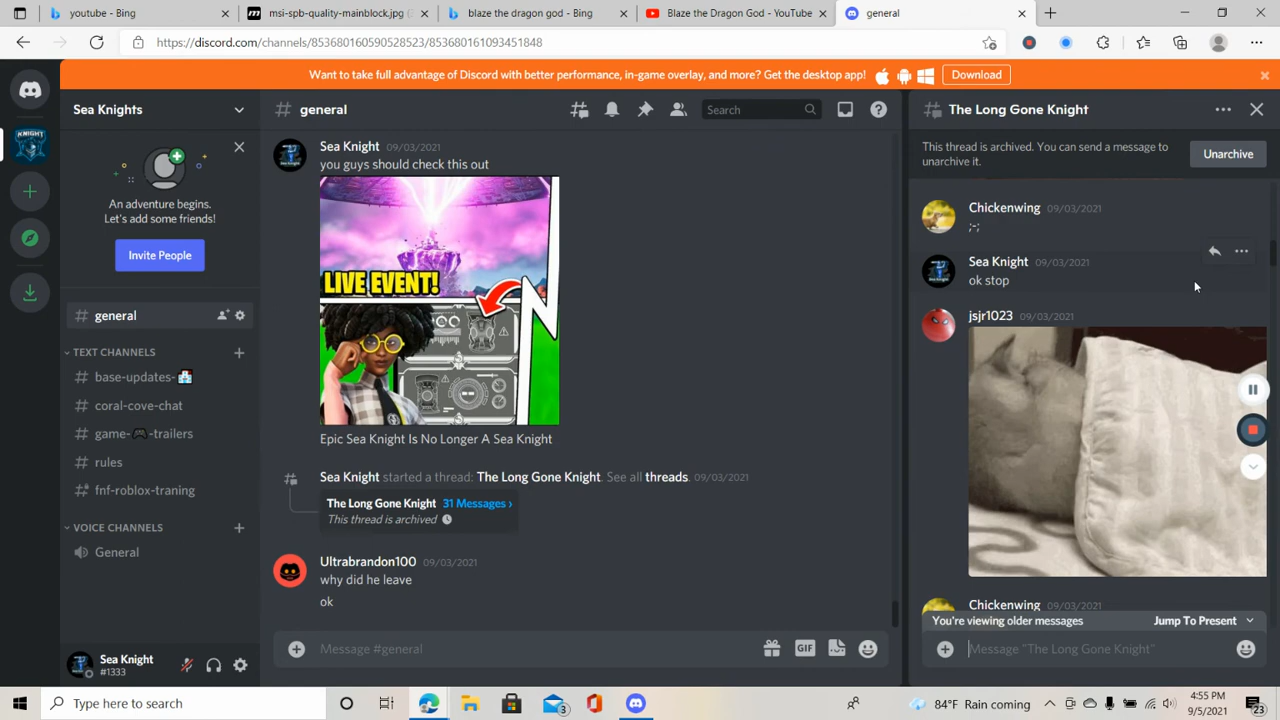 youtube - Bing
msi-spb-quality-mainblock.jpg (
blaze the dragon god - Bing
Blaze the Dragon God - YouTube
general
https://discord.com/channels/853680160590528523/853680161093451848
Want to take full advantage of Discord with better performance, in-game overlay, and more? Get the desktop app!
Download
KNIGHT
Sea Knights
An adventure begins.
Let's add some friends!
Invite People
general
TEXT CHANNELS
base-updates-
coral-cove-chat
game-🎮-trailers
rules
fnf-roblox-traning
VOICE CHANNELS
General
Sea Knight
#1333
general
Search
Sea Knight 09/03/2021
you guys should check this out
LIVE EVENT!
Epic Sea Knight Is No Longer A Sea Knight
Sea Knight started a thread: The Long Gone Knight. See all threads. 09/03/2021
The Long Gone Knight 31 Messages ›
This thread is archived
Ultrabrandon100 09/03/2021
why did he leave
ok
Message #general
GIF
The Long Gone Knight
This thread is archived. You can send a message to
unarchive it.
Unarchive
Chickenwing 09/03/2021
;-;
Sea Knight 09/03/2021
ok stop
jsjr1023 09/03/2021
Chickenwing 09/03/2021
You're viewing older messages
Jump To Present
Message "The Long Gone Knight"
Type here to search
3
84°F Rain coming
4:55 PM
9/5/2021
23